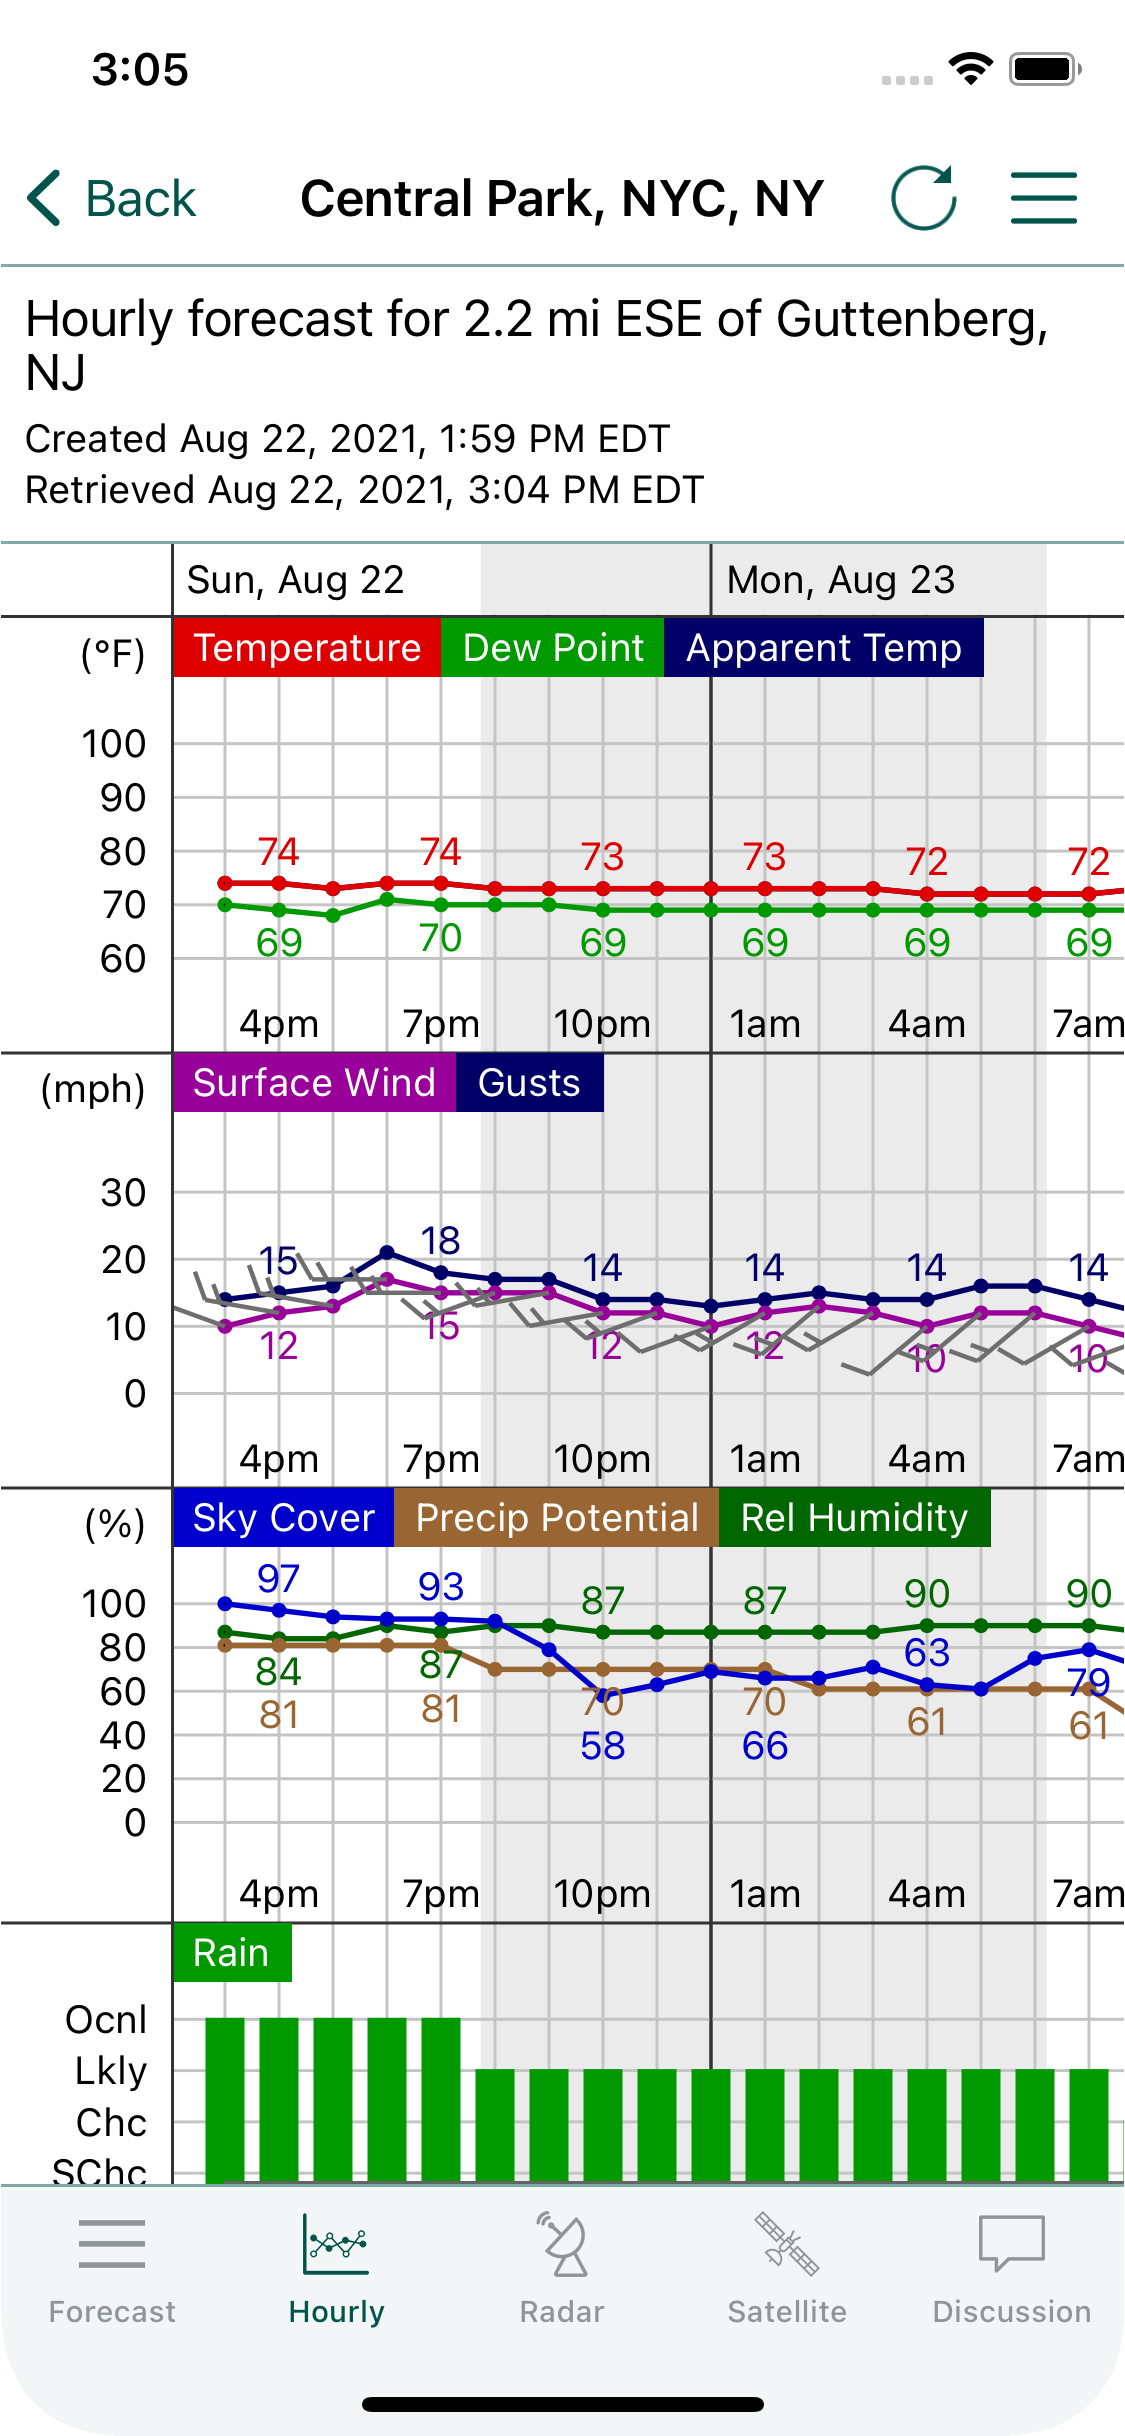 3:05
Back
Central Park, NYC, NY
Hourly forecast for 2.2 mi ESE of Guttenberg,
NJ
Created Aug 22, 2021, 1:59 PM EDT
Retrieved Aug 22, 2021, 3:04 PM EDT
Sun, Aug 22
Mon, Aug 23
(°F)
Temperature
Dew Point
Apparent Temp
100
90
80
70
60
74 74 73 73 72 72
69 70 69 69 69 69
4pm 7pm 10pm 1am 4am 7am
(mph)
Surface Wind
Gusts
30
20
10
0
15 18 14 14 14 14
12 15 12 12 10 10
4pm 7pm 10pm 1am 4am 7am
(%)
Sky Cover
Precip Potential
Rel Humidity
100
80
60
40
20
0
97 93 87 87 90 90
84 87 70 70 63 79
81 81 58 66 61 61
4pm 7pm 10pm 1am 4am 7am
Rain
Ocnl
Lkly
Chc
SChc
Forecast
Hourly
Radar
Satellite
Discussion